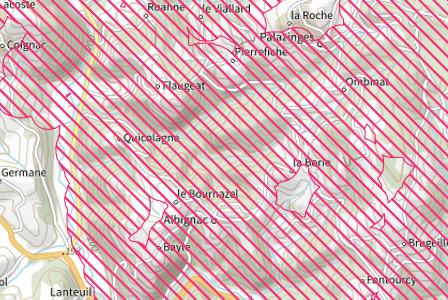 acoste
Roanne
le Viallard
la Roche
Coignac
Palazinges
Pierrefiche
Flaugeat
Ombinat
Quicolagne
la Borie
Germane
le Bournazel
Albignac
Bayle
Brugeille
Fontourcy
Lanteuil